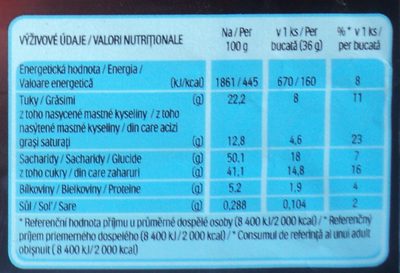 VÝŽIVOVÉ ÚDAJE / VALORI NUTRIȚIONALE Na / Per 100 g v 1 ks / Per bucată (36 g) %* v 1 ks / per bucată
Energetická hodnota / Energia /
Valoare energetică (kJ/kcal) 1861 / 445 670 / 160 8
Tuky / Grăsimi (g) 22,2 8 11
z toho nasycené mastné kyseliny / z toho
nasýtené mastné kyseliny / din care acizi
grași saturați (g) 12,8 4,6 23
Sacharidy / Sacharidy / Glucide (g) 50,1 18 7
z toho cukry / din care zaharuri (g) 41,1 14,8 16
Bílkoviny / Bielkoviny / Proteine (g) 5,2 1,9 4
Sůl / Soľ / Sare (g) 0,288 0,104 2
* Referenční hodnota příjmu u průměrné dospělé osoby (8 400 kJ/2 000 kcal) / * Referenčný
príjem priemerného dospelého (8 400 kJ/2 000 kcal) / * Consumul de referință al unui adult
obișnuit ( 8 400 kJ/2 000 kcal)